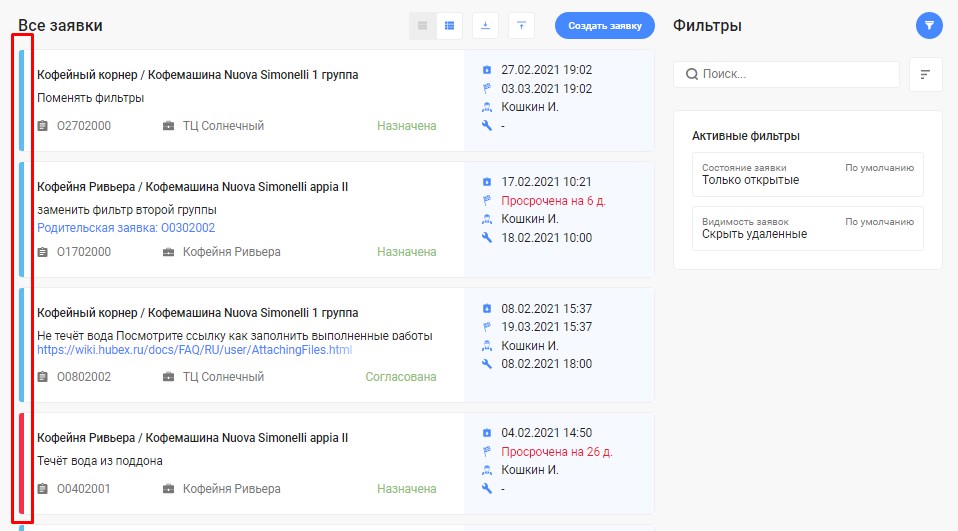 Все заявки
Создать заявку
Кофейный корнер / Кофемашина Nuova Simonelli 1 группа
Поменять фильтры
О2702000
ТЦ Солнечный
Назначена
27.02.2021 19:02
03.03.2021 19:02
Кошкин И.
-
Кофейня Ривьера / Кофемашина Nuova Simonelli appia II
заменить фильтр второй группы
Родительская заявка: О0302002
О1702000
Кофейня Ривьера
Назначена
17.02.2021 10:21
Просрочена на 6 д.
Кошкин И.
18.02.2021 10:00
Кофейный корнер / Кофемашина Nuova Simonelli 1 группа
Не течёт вода Посмотрите ссылку как заполнить выполненные работы
https://wiki.hubex.ru/docs/FAQ/RU/user/AttachingFiles.html
О0802002
ТЦ Солнечный
Согласована
08.02.2021 15:37
19.03.2021 15:37
Кошкин И.
08.02.2021 18:00
Кофейня Ривьера / Кофемашина Nuova Simonelli appia II
Течёт вода из поддона
О0402001
Кофейня Ривьера
Назначена
04.02.2021 14:50
Просрочена на 26 д.
Кошкин И.
-
Фильтры
Поиск...
Активные фильтры
Состояние заявки
По умолчанию
Только открытые
Видимость заявок
По умолчанию
Скрыть удаленные